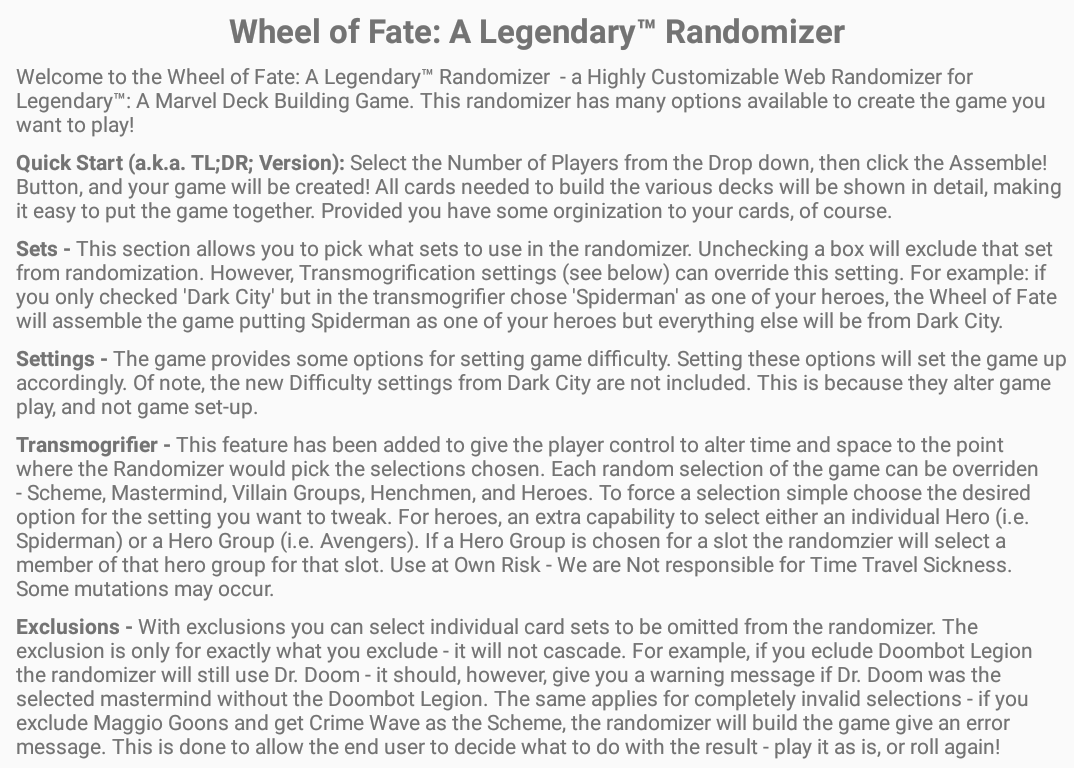 Wheel of Fate: A Legendary™ Randomizer
Welcome to the Wheel of Fate: A Legendary™ Randomizer  - a Highly Customizable Web Randomizer for
Legendary™: A Marvel Deck Building Game. This randomizer has many options available to create the game you
want to play!
Quick Start (a.k.a. TL;DR; Version): Select the Number of Players from the Drop down, then click the Assemble!
Button, and your game will be created! All cards needed to build the various decks will be shown in detail, making
it easy to put the game together. Provided you have some orginization to your cards, of course.
Sets - This section allows you to pick what sets to use in the randomizer. Unchecking a box will exclude that set
from randomization. However, Transmogrification settings (see below) can override this setting. For example: if
you only checked 'Dark City' but in the transmogrifier chose 'Spiderman' as one of your heroes, the Wheel of Fate
will assemble the game putting Spiderman as one of your heroes but everything else will be from Dark City.
Settings - The game provides some options for setting game difficulty. Setting these options will set the game up
accordingly. Of note, the new Difficulty settings from Dark City are not included. This is because they alter game
play, and not game set-up.
Transmogrifier - This feature has been added to give the player control to alter time and space to the point
where the Randomizer would pick the selections chosen. Each random selection of the game can be overriden
- Scheme, Mastermind, Villain Groups, Henchmen, and Heroes. To force a selection simple choose the desired
option for the setting you want to tweak. For heroes, an extra capability to select either an individual Hero (i.e.
Spiderman) or a Hero Group (i.e. Avengers). If a Hero Group is chosen for a slot the randomzier will select a
member of that hero group for that slot. Use at Own Risk - We are Not responsible for Time Travel Sickness.
Some mutations may occur.
Exclusions - With exclusions you can select individual card sets to be omitted from the randomizer. The
exclusion is only for exactly what you exclude - it will not cascade. For example, if you eclude Doombot Legion
the randomizer will still use Dr. Doom - it should, however, give you a warning message if Dr. Doom was the
selected mastermind without the Doombot Legion. The same applies for completely invalid selections - if you
exclude Maggio Goons and get Crime Wave as the Scheme, the randomizer will build the game give an error
message. This is done to allow the end user to decide what to do with the result - play it as is, or roll again!